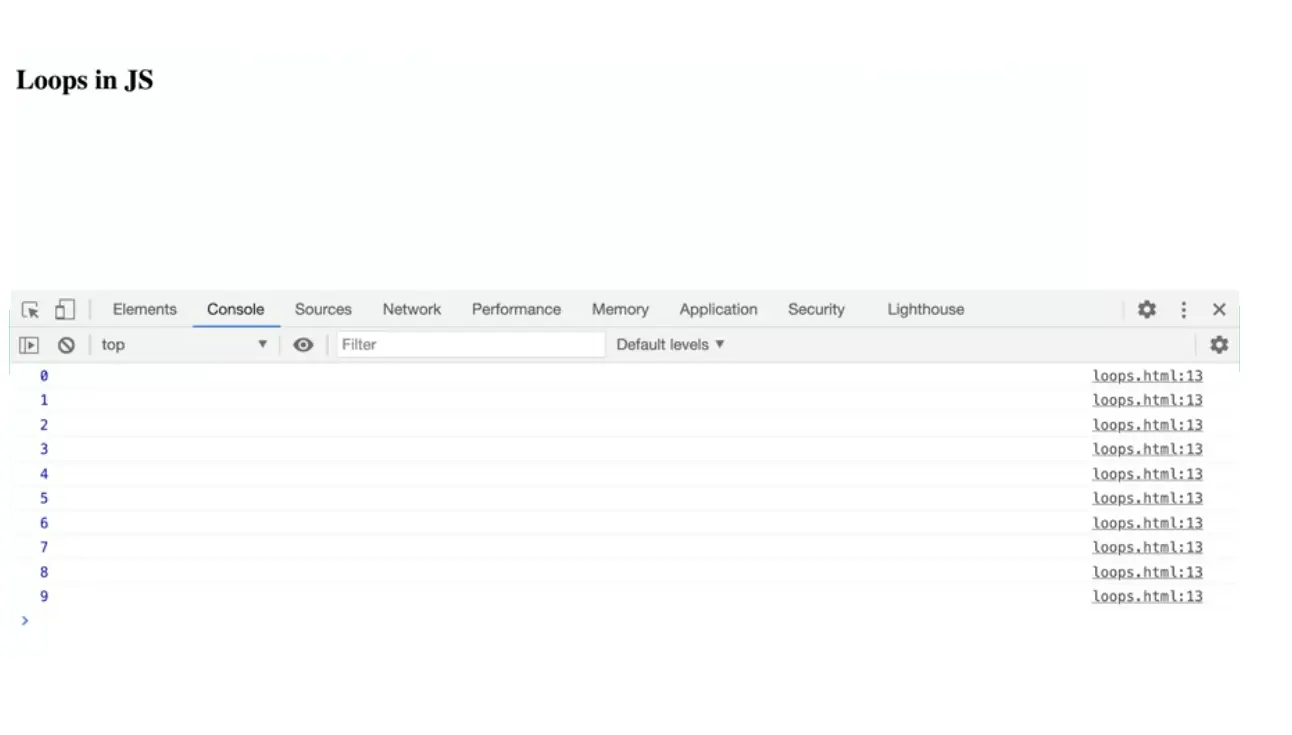 Loops in JS
Elements Console Sources Network Performance Memory Application Security Lighthouse
top Filter Default levels
0 loops.html:13
1 loops.html:13
2 loops.html:13
3 loops.html:13
4 loops.html:13
5 loops.html:13
6 loops.html:13
7 loops.html:13
8 loops.html:13
9 loops.html:13